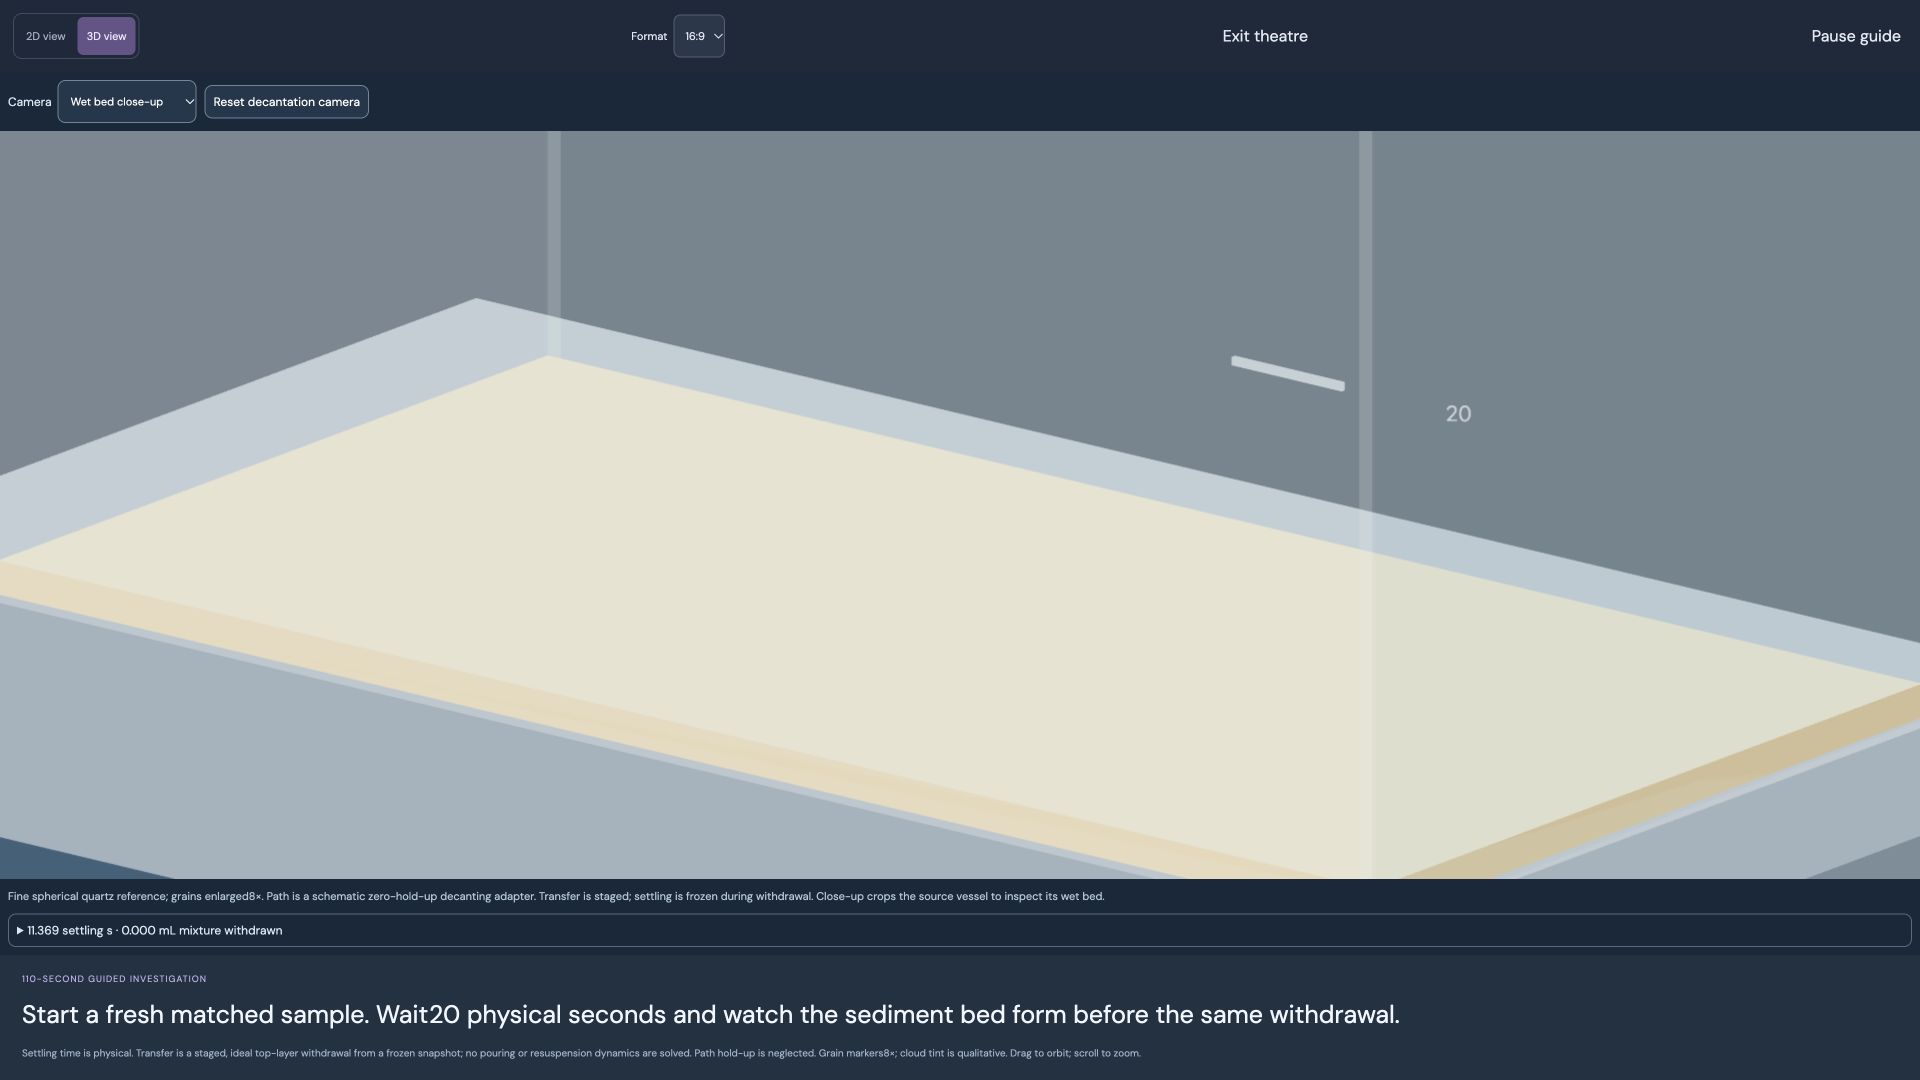 2D view 3D view Format 16:9 Exit theatre Pause guide
Camera Wet bed close-up Reset decantation camera
20
Fine spherical quartz reference; grains enlarged8×. Path is a schematic zero-hold-up decanting adapter. Transfer is staged; settling is frozen during withdrawal. Close-up crops the source vessel to inspect its wet bed.
▶ 11.369 settling s · 0.000 mL mixture withdrawn
110-SECOND GUIDED INVESTIGATION
Start a fresh matched sample. Wait20 physical seconds and watch the sediment bed form before the same withdrawal.
Settling time is physical. Transfer is a staged, ideal top-layer withdrawal from a frozen snapshot; no pouring or resuspension dynamics are solved. Path hold-up is neglected. Grain markers8×; cloud tint is qualitative. Drag to orbit; scroll to zoom.